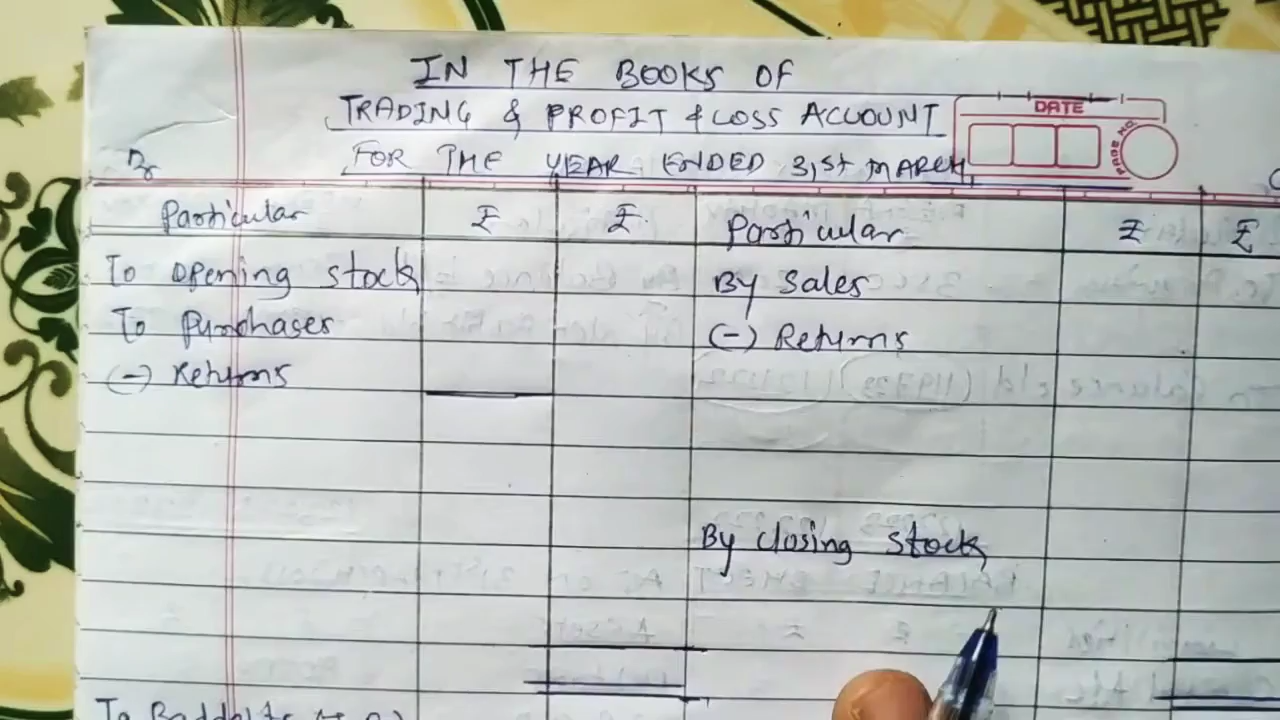 IN THE BOOKS OF
TRADING & PROFIT & LOSS ACCOUNT
FOR THE YEAR ENDED 31st MARCH
DATE
PAGE NO.
Dr
Particular ₹ ₹ Particular ₹ ₹
To Opening stock By Sales
To Purchases (-) Returns
(-) Returns
By closing stock